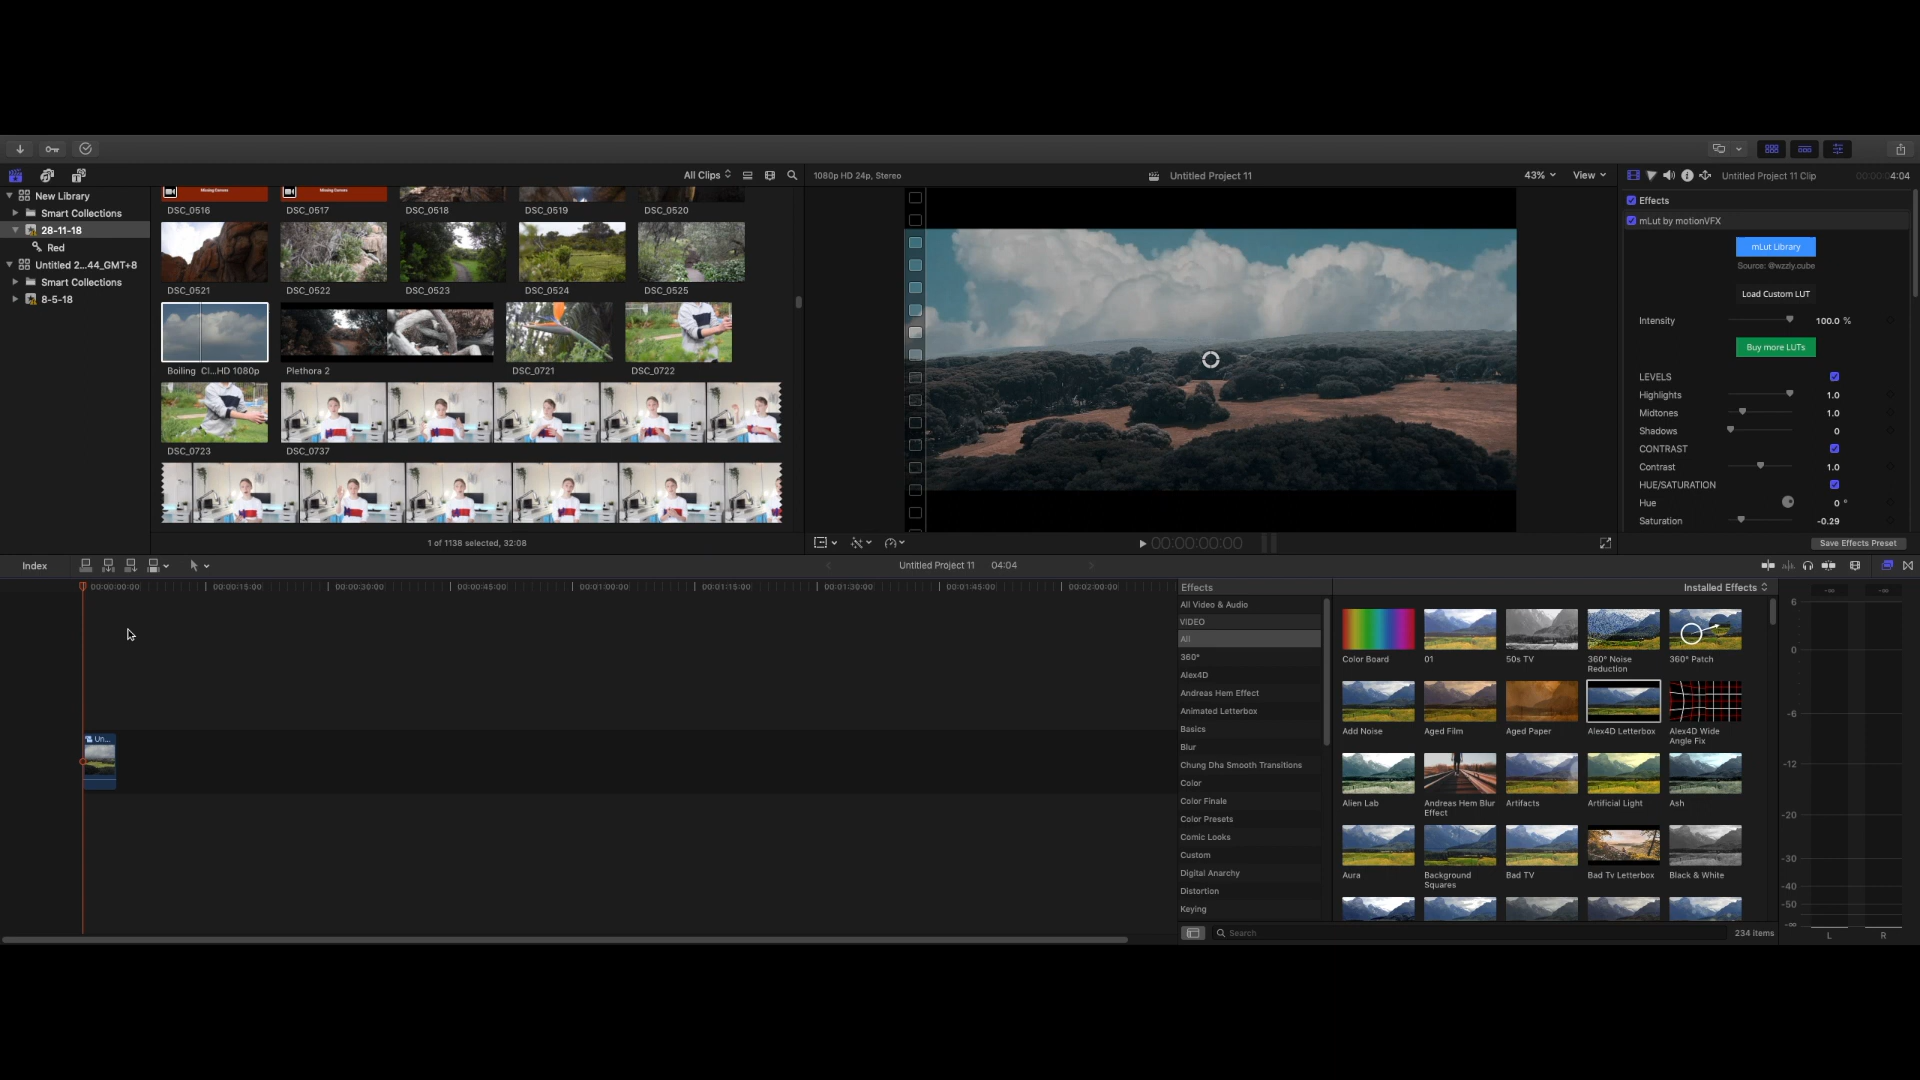 All Clips
1080p HD 24p, Stereo
Untitled Project 11
43%
View
Untitled Project 11 Clip
4:04
New Library
Smart Collections
28-11-18
Red
Untitled 2...44_GMT+8
Smart Collections
8-5-18
Missing Camera
Missing Camera
DSC_0516
DSC_0517
DSC_0518
DSC_0519
DSC_0520
DSC_0521
DSC_0522
DSC_0523
DSC_0524
DSC_0525
Boiling Cl...HD 1080p
Plethora 2
DSC_0721
DSC_0722
DSC_0723
DSC_0737
1 of 1138 selected, 32:08
00:00:00:00
Effects
mLut by motionVFX
mLut Library
Source: @wzzly.cube
Load Custom LUT
Intensity
100.0 %
Buy more LUTs
LEVELS
Highlights
1.0
Midtones
1.0
Shadows
0
CONTRAST
Contrast
1.0
HUE/SATURATION
Hue
0 °
Saturation
-0.29
Save Effects Preset
Index
Untitled Project 11
04:04
00:00:00:00
00:00:15:00
00:00:30:00
00:00:45:00
00:01:00:00
00:01:15:00
00:01:30:00
00:01:45:00
00:02:00:00
Un...
Effects
Installed Effects
All Video & Audio
VIDEO
All
360°
Alex4D
Andreas Hem Effect
Animated Letterbox
Basics
Blur
Chung Dha Smooth Transitions
Color
Color Finale
Color Presets
Comic Looks
Custom
Digital Anarchy
Distortion
Keying
Color Board
01
50s TV
360° Noise Reduction
360° Patch
Add Noise
Aged Film
Aged Paper
Alex4D Letterbox
Alex4D Wide Angle Fix
Alien Lab
Andreas Hem Blur Effect
Artifacts
Artificial Light
Ash
Aura
Background Squares
Bad TV
Bad Tv Letterbox
Black & White
Search
234 items
-∞
-∞
6
0
-6
-12
-20
-30
-40
-50
-∞
L
R